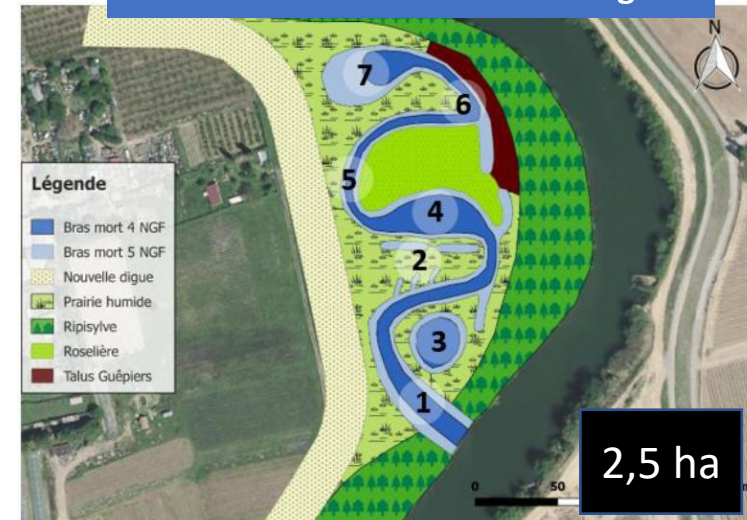 N
7
6
5
4
2
3
1
Légende
Bras mort 4 NGF
Bras mort 5 NGF
Nouvelle digue
Prairie humide
Ripisylve
Roselière
Talus Guêpiers
0 50
2,5 ha